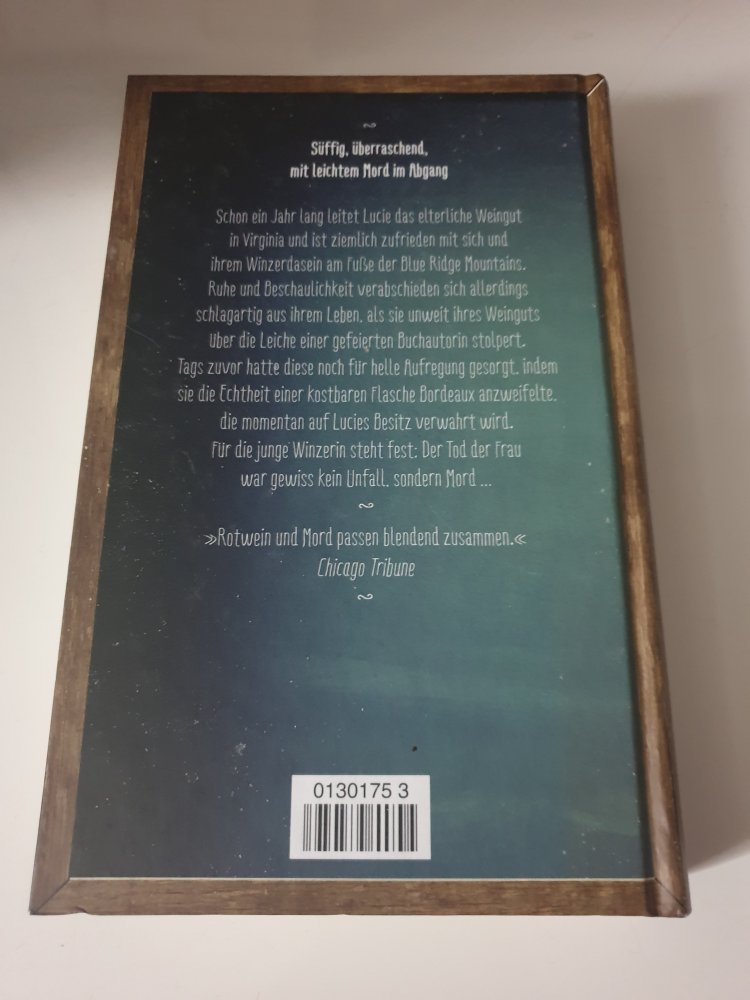 Süffig, überraschend,
mit leichtem Mord im Abgang
Schon ein Jahr lang leitet Lucie das elterliche Weingut
in Virginia und ist ziemlich zufrieden mit sich und
ihrem Winzerdasein am Fuße der Blue Ridge Mountains.
Ruhe und Beschaulichkeit verabschieden sich allerdings
schlagartig aus ihrem Leben, als sie unweit ihres Weinguts
über die Leiche einer gefeierten Buchautorin stolpert.
Tags zuvor hatte diese noch für helle Aufregung gesorgt, indem
sie die Echtheit einer kostbaren Flasche Bordeaux anzweifelte,
die momentan auf Lucies Besitz verwahrt wird.
Für die junge Winzerin steht fest: Der Tod der Frau
war gewiss kein Unfall, sondern Mord ...
»Rotwein und Mord passen blendend zusammen.«
Chicago Tribune
0130175 3